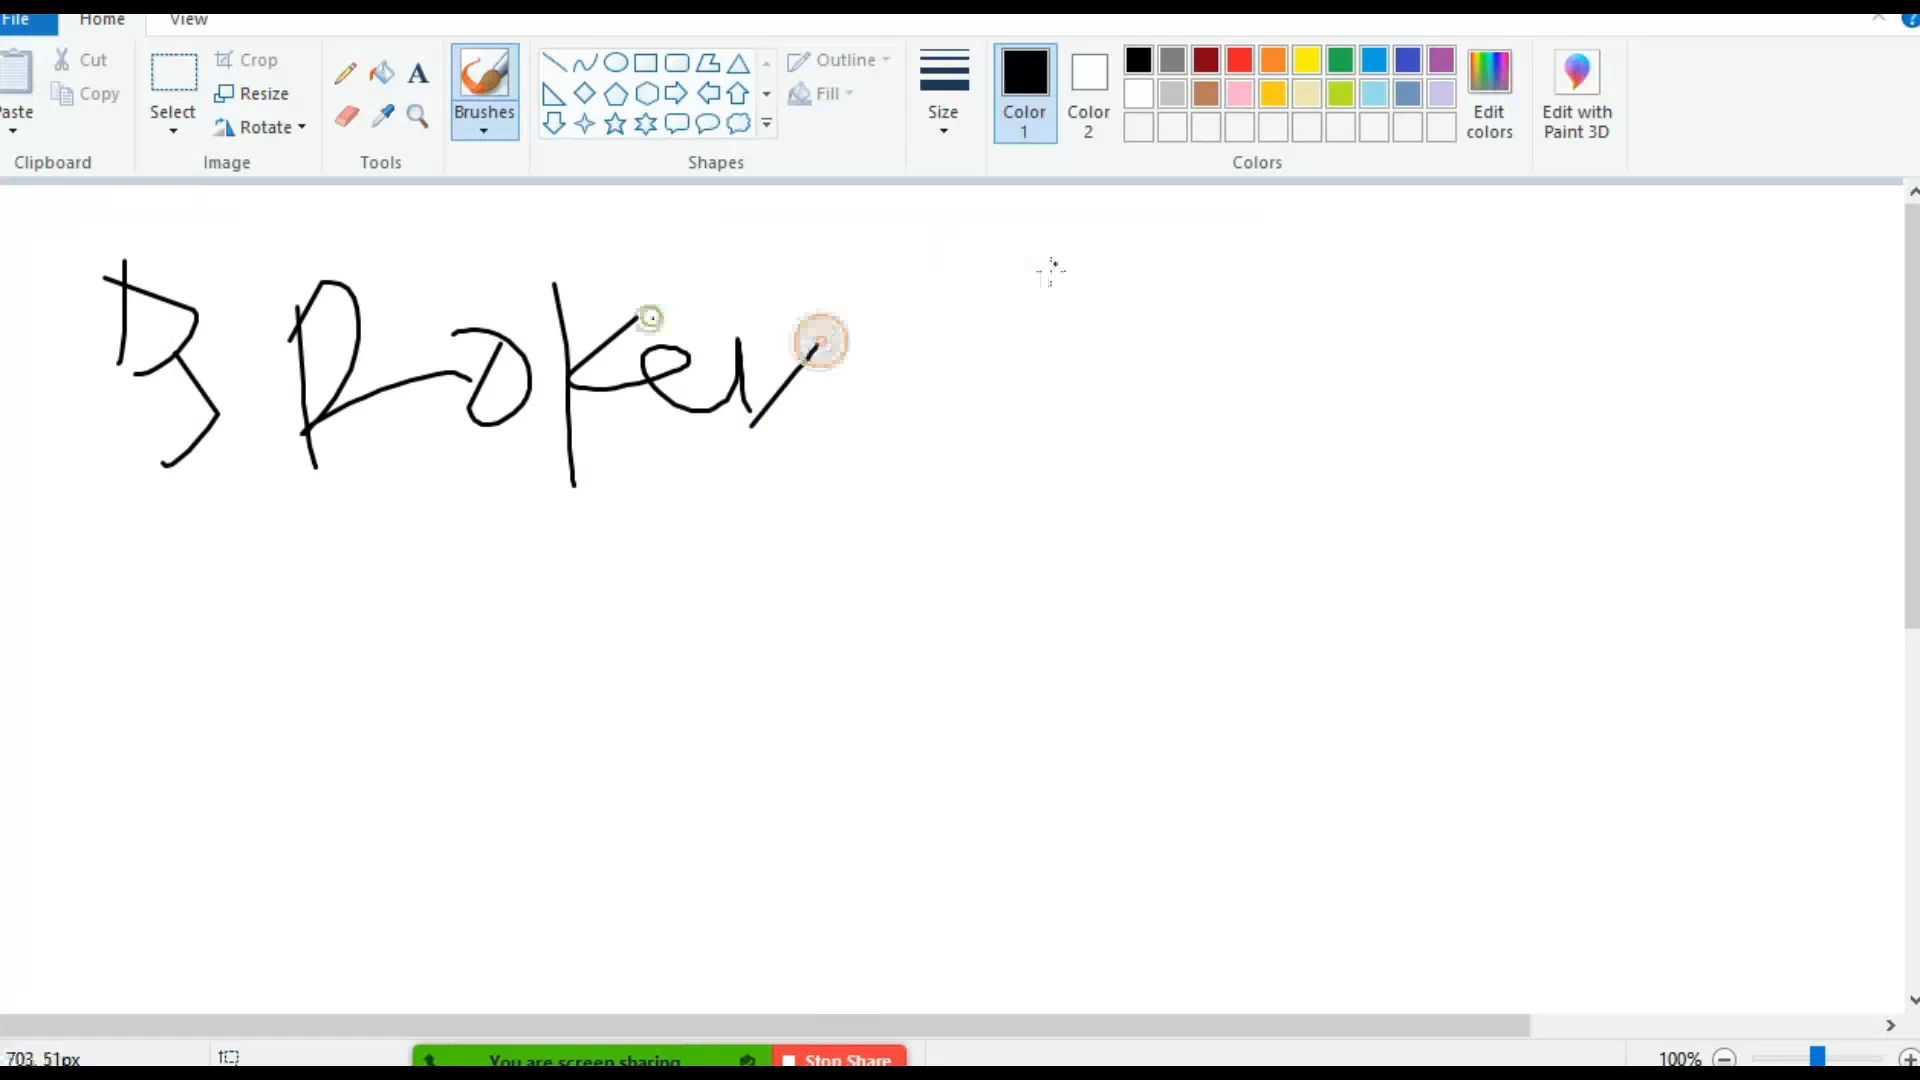 File Home View
Paste Cut Copy Clipboard
Select Crop Resize Rotate Image
Tools
Brushes
Outline Fill Shapes
Size
Color 1 Color 2 Edit colors Colors
Edit with Paint 3D
Broker
703, 51px You are screen sharing Stop Share 100%